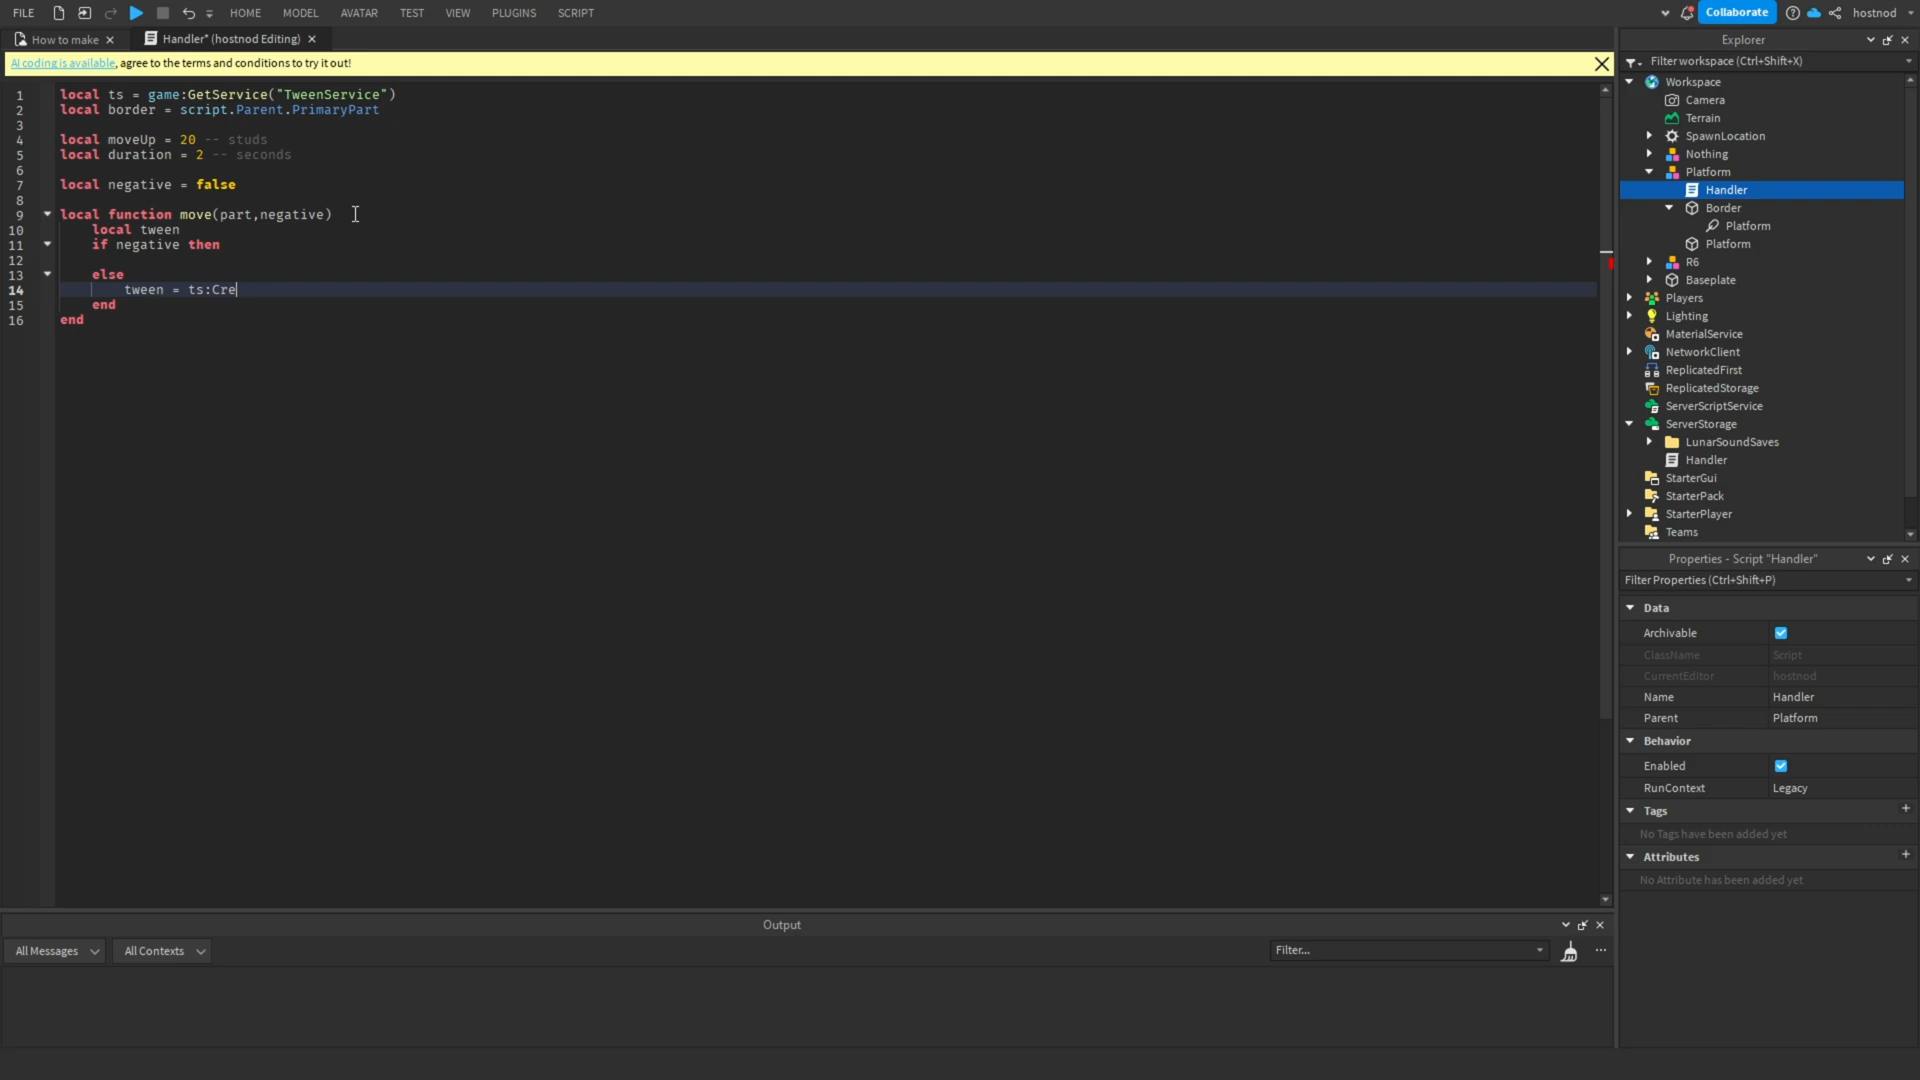 FILE HOME MODEL AVATAR TEST VIEW PLUGINS SCRIPT Collaborate hostnod
How to make Handler* (hostnod Editing)
AI coding is available, agree to the terms and conditions to try it out!
1 local ts = game:GetService("TweenService")
2 local border = script.Parent.PrimaryPart
3
4 local moveUp = 20 -- studs
5 local duration = 2 -- seconds
6
7 local negative = false
8
9 local function move(part,negative)
10 local tween
11 if negative then
12
13 else
14 tween = ts:Cre
15 end
16 end
Explorer
Filter workspace (Ctrl+Shift+X)
Workspace
Camera
Terrain
SpawnLocation
Nothing
Platform
Handler
Border
Platform
Platform
R6
Baseplate
Players
Lighting
MaterialService
NetworkClient
ReplicatedFirst
ReplicatedStorage
ServerScriptService
ServerStorage
LunarSoundSaves
Handler
StarterGui
StarterPack
StarterPlayer
Teams
Properties - Script "Handler"
Filter Properties (Ctrl+Shift+P)
Data
Archivable
ClassName Script
CurrentEditor hostnod
Name Handler
Parent Platform
Behavior
Enabled
RunContext Legacy
Tags
No Tags have been added yet
Attributes
No Attribute has been added yet
Output
All Messages All Contexts Filter...